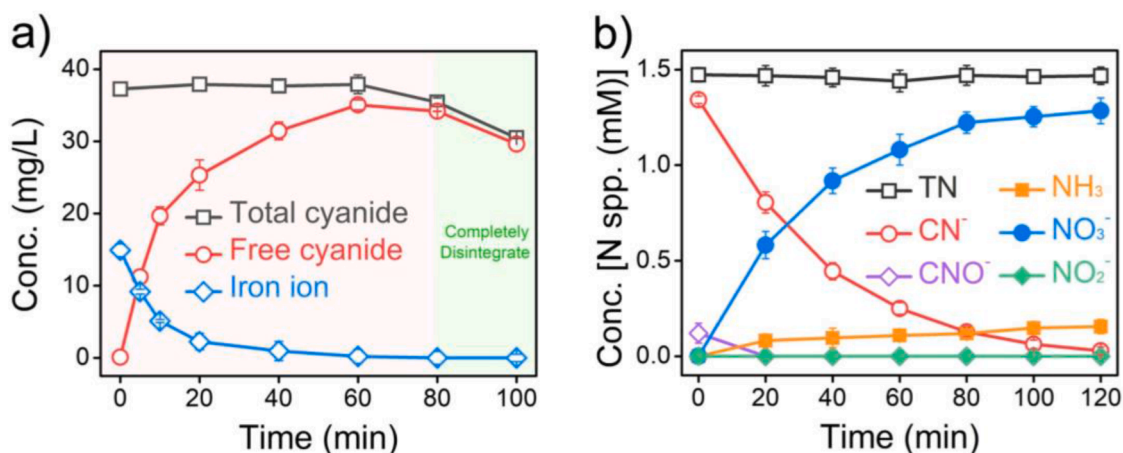 a)
Conc. (mg/L)
40
30
20
10
0
Total cyanide
Free cyanide
Iron ion
Completely
Disintegrate
0 20 40 60 80 100
Time (min)
b)
Conc. [N spp. (mM)]
1.5
1.0
0.5
0.0
TN NH₃
CN⁻ NO₃⁻
CNO⁻ NO₂⁻
0 20 40 60 80 100 120
Time (min)